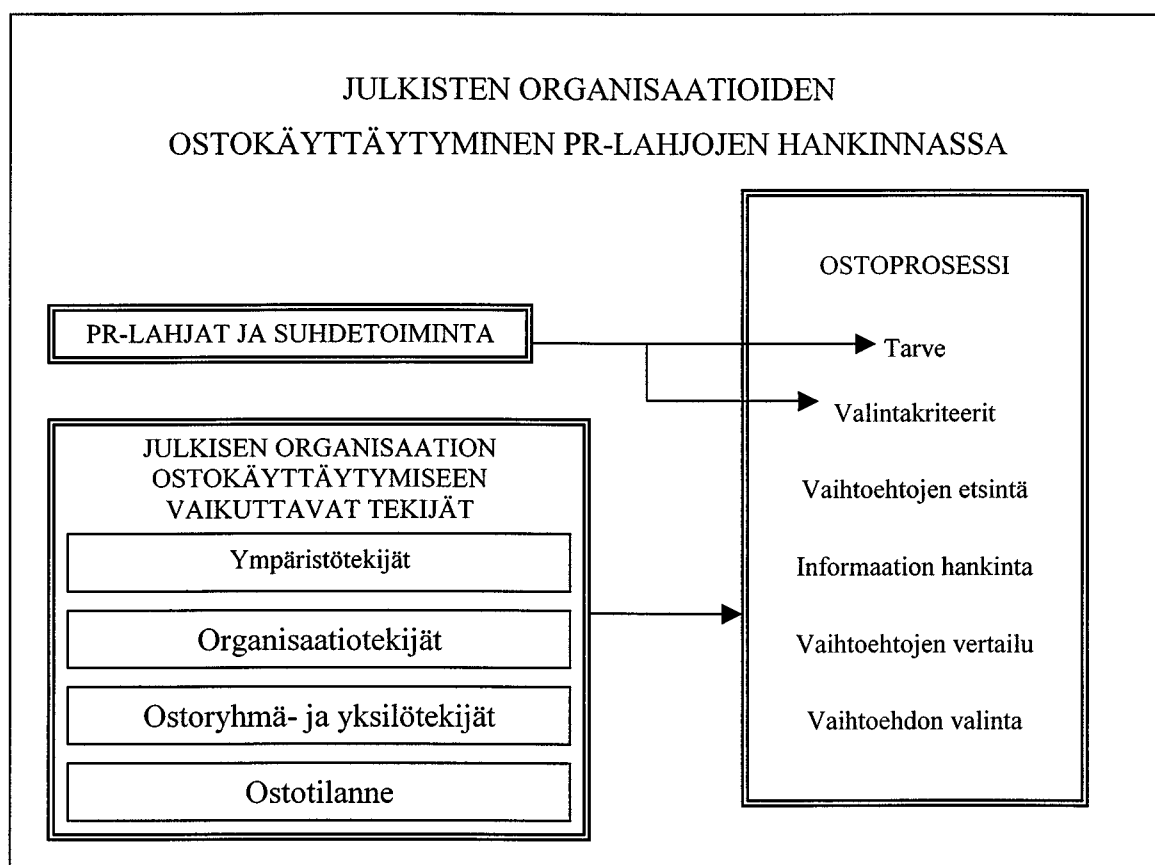 JULKISTEN ORGANISAATIOIDEN
OSTOKÄYTTÄYTYMINEN PR-LAHJOJEN HANKINNASSA
PR-LAHJAT JA SUHDETOIMINTA
JULKISEN ORGANISAATION
OSTOKÄYTTÄYTYMISEEN
VAIKUTTAVAT TEKIJÄT
Ympäristötekijät
Organisaatiotekijät
Ostoryhmä- ja yksilötekijät
Ostotilanne
OSTOPROSESSI
Tarve
Valintakriteerit
Vaihtoehtojen etsintä
Informaation hankinta
Vaihtoehtojen vertailu
Vaihtoehdon valinta